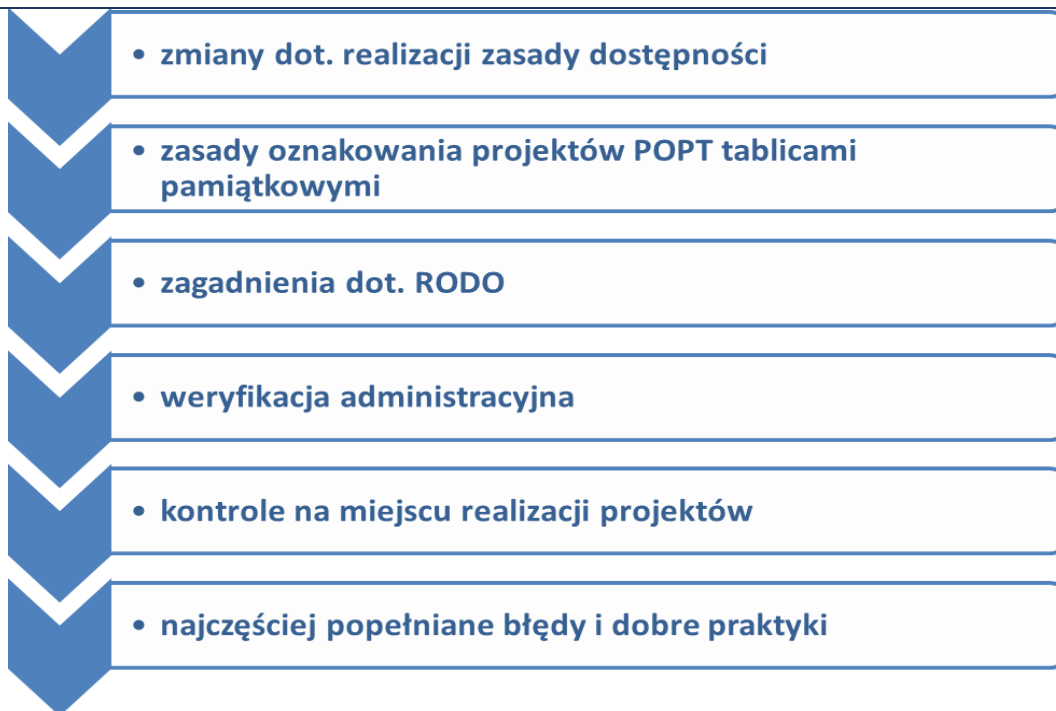 • zmiany dot. realizacji zasady dostępności
• zasady oznakowania projektów POPT tablicami
pamiątkowymi
• zagadnienia dot. RODO
• weryfikacja administracyjna
• kontrole na miejscu realizacji projektów
• najczęściej popełniane błędy i dobre praktyki